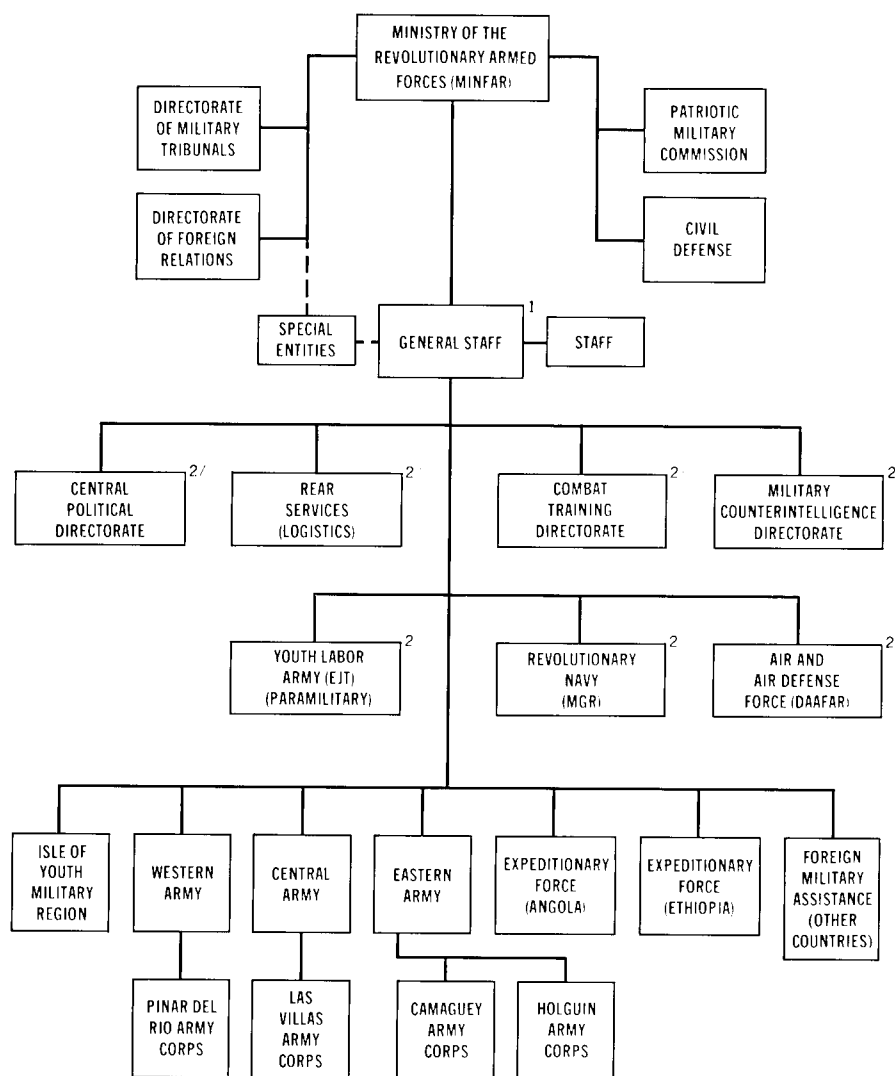 MINISTRY OF THE
REVOLUTIONARY ARMED
FORCES (MINFAR)
DIRECTORATE
OF MILITARY
TRIBUNALS
PATRIOTIC
MILITARY
COMMISSION
DIRECTORATE
OF FOREIGN
RELATIONS
CIVIL
DEFENSE
SPECIAL
ENTITIES
GENERAL STAFF
1
STAFF
CENTRAL
POLITICAL
DIRECTORATE
2/
REAR
SERVICES
(LOGISTICS)
2
COMBAT
TRAINING
DIRECTORATE
2
MILITARY
COUNTERINTELLIGENCE
DIRECTORATE
2
YOUTH LABOR
ARMY (EJT)
(PARAMILITARY)
2
REVOLUTIONARY
NAVY
(MGR)
2
AIR AND
AIR DEFENSE
FORCE (DAAFAR)
2
ISLE OF
YOUTH
MILITARY
REGION
WESTERN
ARMY
CENTRAL
ARMY
EASTERN
ARMY
EXPEDITIONARY
FORCE
(ANGOLA)
EXPEDITIONARY
FORCE
(ETHIOPIA)
FOREIGN
MILITARY
ASSISTANCE
(OTHER
COUNTRIES)
PINAR DEL
RIO ARMY
CORPS
LAS
VILLAS
ARMY
CORPS
CAMAGUEY
ARMY
CORPS
HOLGUIN
ARMY
CORPS